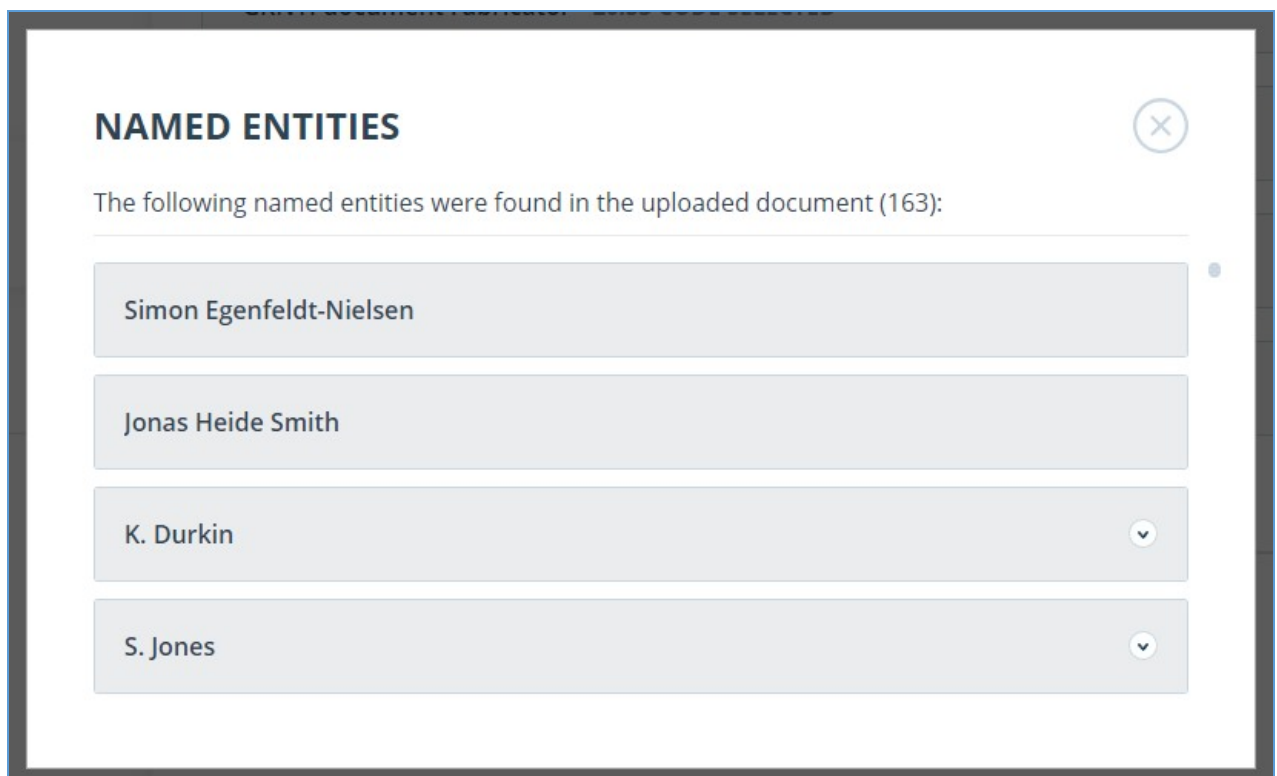 NAMED ENTITIES
The following named entities were found in the uploaded document (163):
Simon Egenfeldt-Nielsen
Jonas Heide Smith
K. Durkin
S. Jones